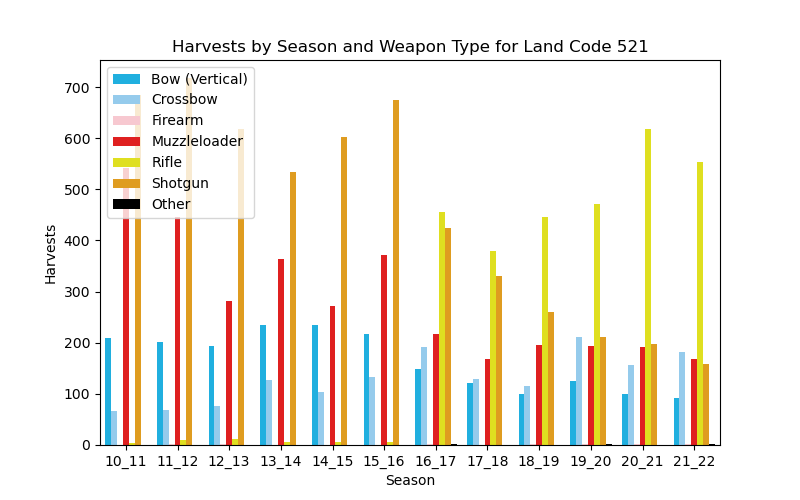 Harvests by Season and Weapon Type for Land Code 521
Bow (Vertical)
Crossbow
Firearm
Muzzleloader
Rifle
Shotgun
Other
700
600
500
400
300
200
100
0
Harvests
10_11 11_12 12_13 13_14 14_15 15_16 16_17 17_18 18_19 19_20 20_21 21_22
Season